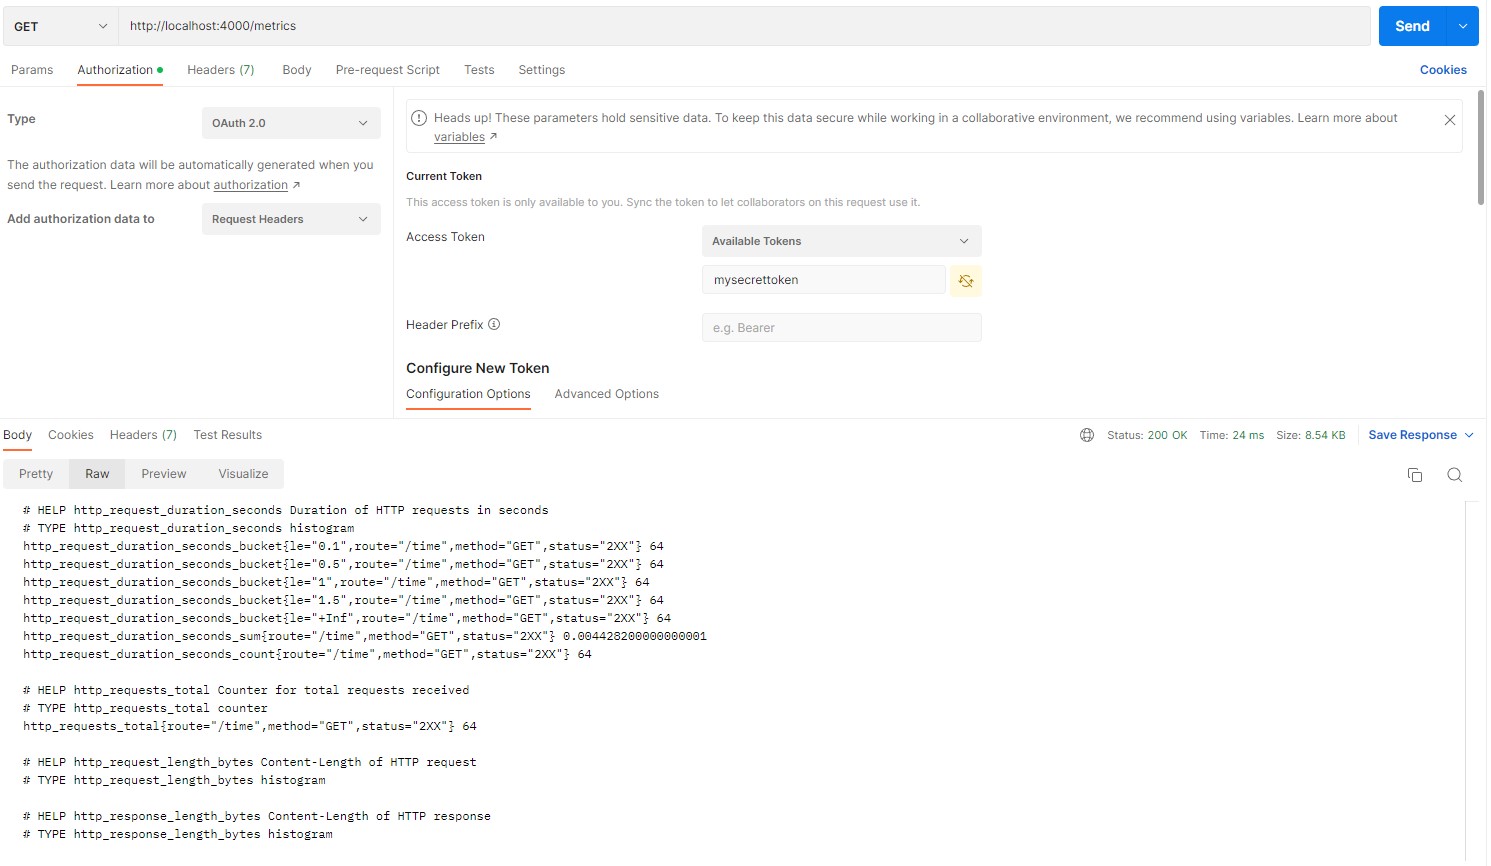 GET
http://localhost:4000/metrics
Send
Params
Authorization
Headers (7)
Body
Pre-request Script
Tests
Settings
Cookies
Type
OAuth 2.0
The authorization data will be automatically generated when you
send the request. Learn more about authorization ↗
Add authorization data to
Request Headers
Heads up! These parameters hold sensitive data. To keep this data secure while working in a collaborative environment, we recommend using variables. Learn more about
variables ↗
Current Token
This access token is only available to you. Sync the token to let collaborators on this request use it.
Access Token
Available Tokens
mysecrettoken
Header Prefix
e.g. Bearer
Configure New Token
Configuration Options
Advanced Options
Body
Cookies
Headers (7)
Test Results
Status: 200 OK
Time: 24 ms
Size: 8.54 KB
Save Response
Pretty
Raw
Preview
Visualize
# HELP http_request_duration_seconds Duration of HTTP requests in seconds
# TYPE http_request_duration_seconds histogram
http_request_duration_seconds_bucket{le="0.1",route="/time",method="GET",status="2XX"} 64
http_request_duration_seconds_bucket{le="0.5",route="/time",method="GET",status="2XX"} 64
http_request_duration_seconds_bucket{le="1",route="/time",method="GET",status="2XX"} 64
http_request_duration_seconds_bucket{le="1.5",route="/time",method="GET",status="2XX"} 64
http_request_duration_seconds_bucket{le="+Inf",route="/time",method="GET",status="2XX"} 64
http_request_duration_seconds_sum{route="/time",method="GET",status="2XX"} 0.004428200000000001
http_request_duration_seconds_count{route="/time",method="GET",status="2XX"} 64
# HELP http_requests_total Counter for total requests received
# TYPE http_requests_total counter
http_requests_total{route="/time",method="GET",status="2XX"} 64
# HELP http_request_length_bytes Content-Length of HTTP request
# TYPE http_request_length_bytes histogram
# HELP http_response_length_bytes Content-Length of HTTP response
# TYPE http_response_length_bytes histogram